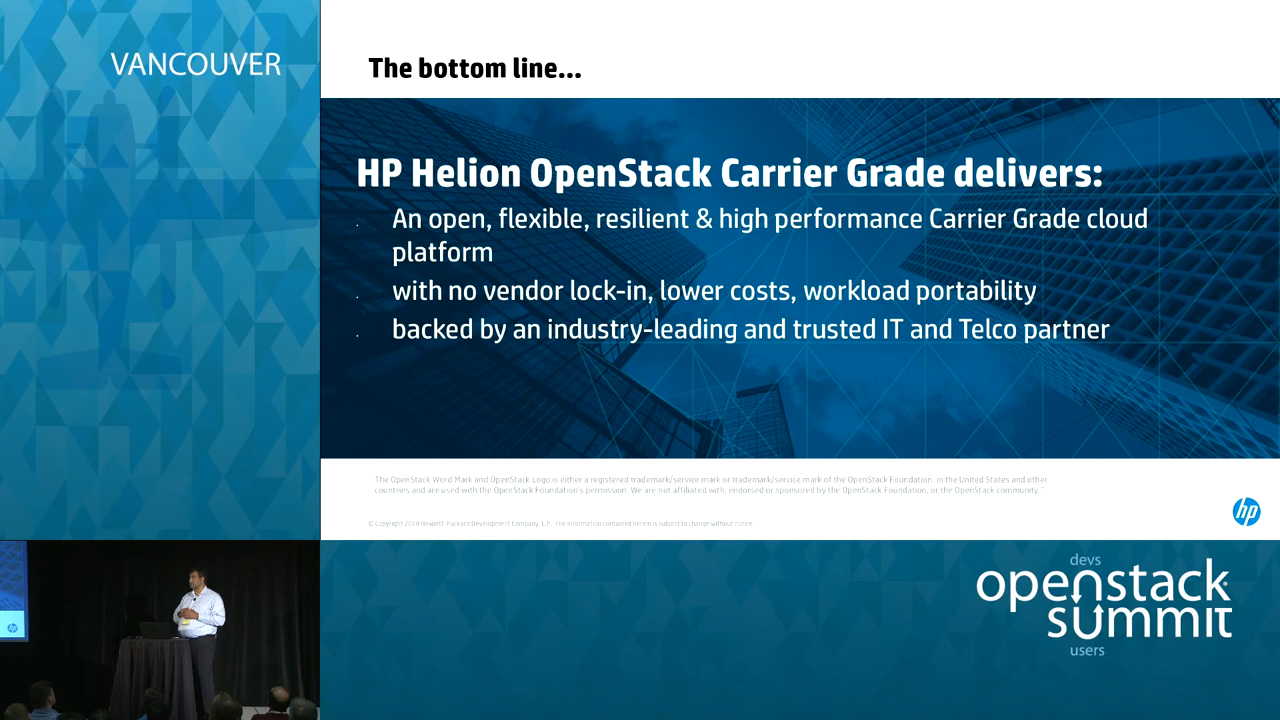 VANCOUVER
The bottom line...
HP Helion OpenStack Carrier Grade delivers:
An open, flexible, resilient & high performance Carrier Grade cloud
platform
with no vendor lock-in, lower costs, workload portability
backed by an industry-leading and trusted IT and Telco partner
The OpenStack Word Mark and OpenStack Logo is either a registered trademark/service mark or trademark/service mark of the OpenStack Foundation, in the United States and other
countries and are used with the OpenStack Foundation's permission. We are not affiliated with, endorsed or sponsored by the OpenStack Foundation, or the OpenStack community.
© Copyright 2014 Hewlett-Packard Development Company, L.P. The information contained herein is subject to change without notice.
hp
devs
openstack
summit
users